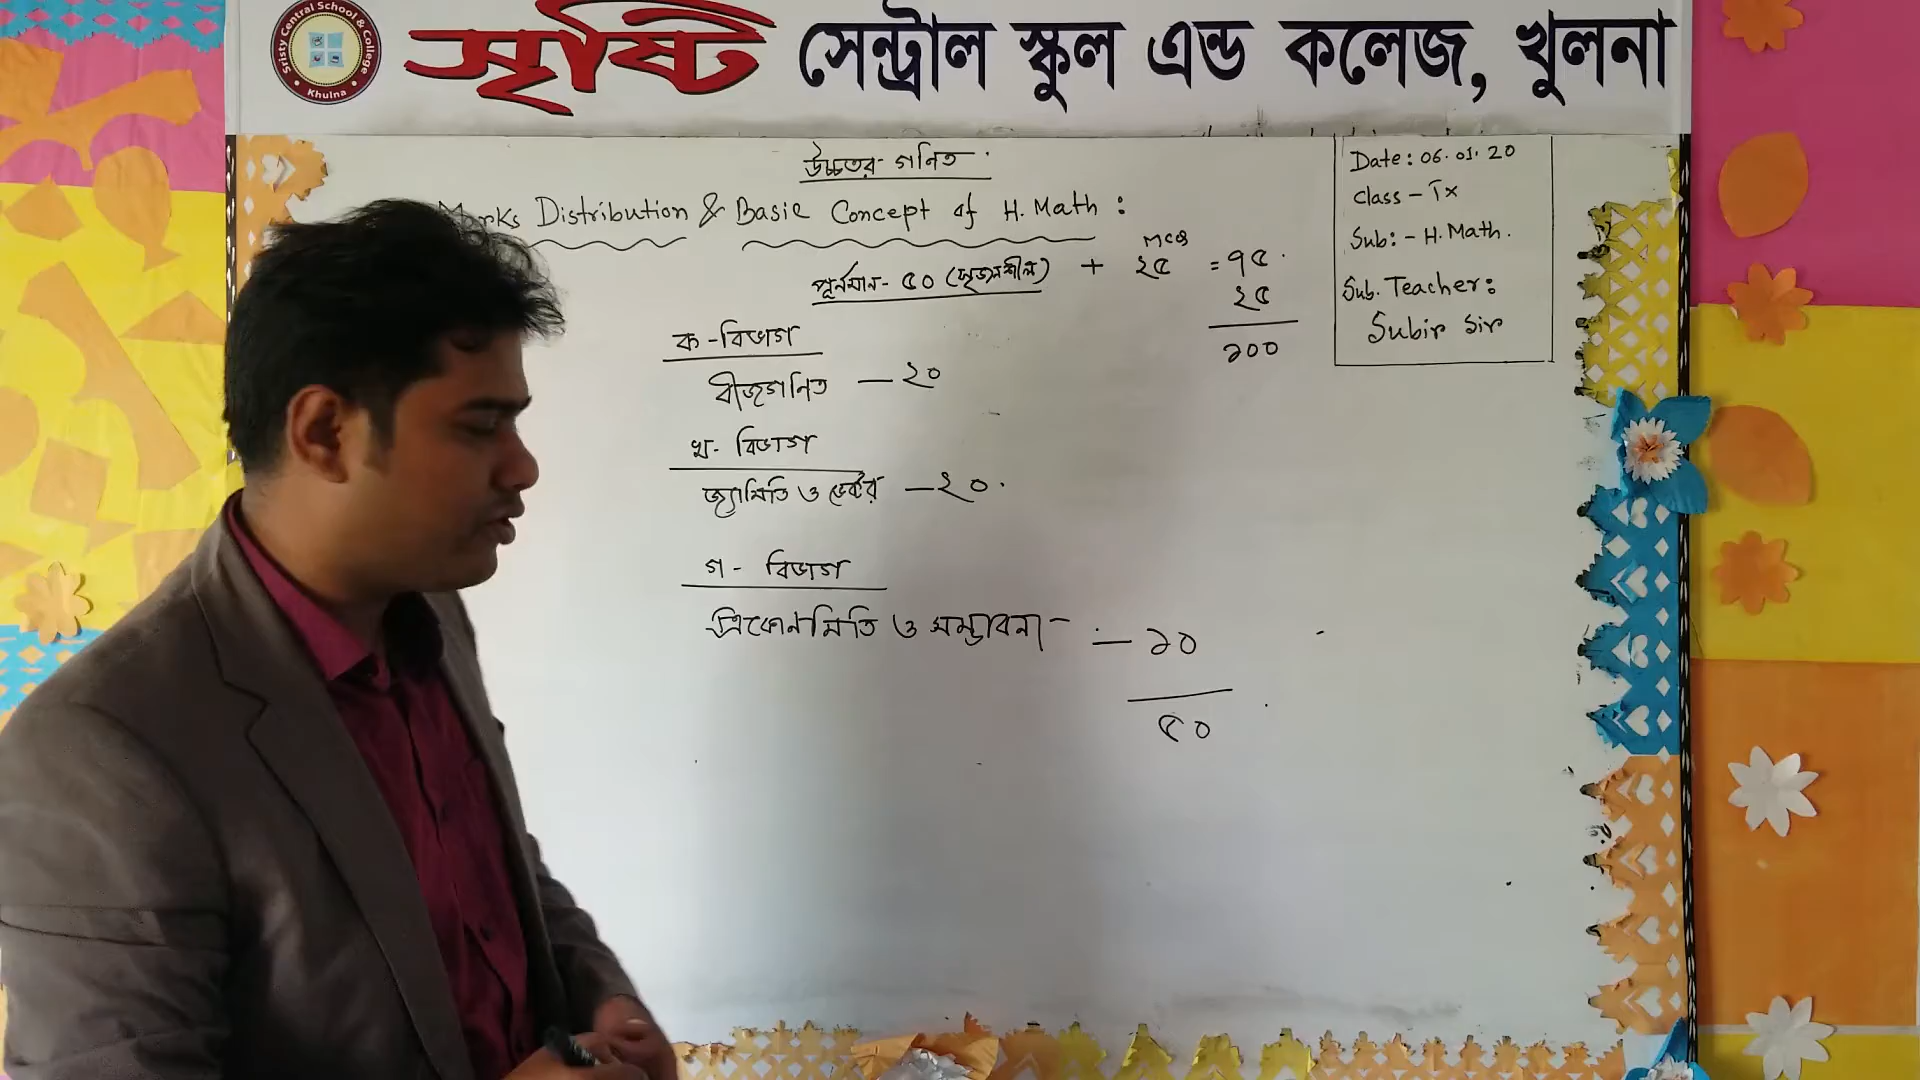 Sristy Central School & College
Khulna
সৃষ্টি সেন্ট্রাল স্কুল এন্ড কলেজ, খুলনা
উচ্চতর গনিত
Marks Distribution & Basic Concept of H. Math :
পূর্নমান- ৫০ (সৃজনশীল) + ২৫ = ৭৫
MCQ
২৫
১০০
ক - বিভাগ
বীজগনিত — ২০
খ - বিভাগ
জ্যামিতি ও ভেক্টর — ২০
গ - বিভাগ
ত্রিকোনমিতি ও সম্ভাবনা — ১০
৫০
Date: 06.01.20
Class - IX
Sub: - H. Math.
Sub. Teacher:
Subir Sir